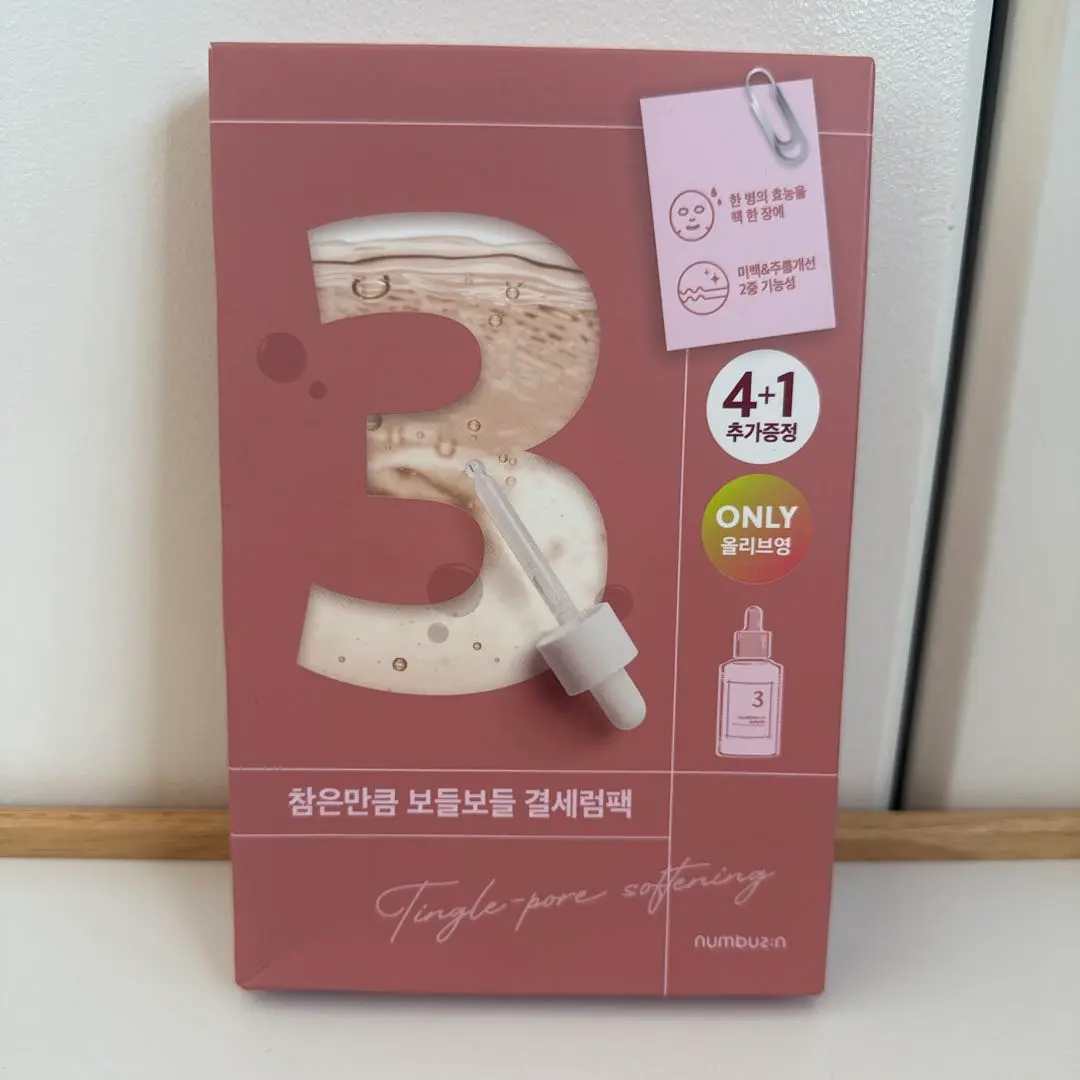 한 병의 효능을
팩 한 장에
미백&주름개선
2중 기능성
3
4+1
추가증정
ONLY
올리브영
3
참은만큼 보들보들 결세럼팩
Tingle-pore softening
numbuzin